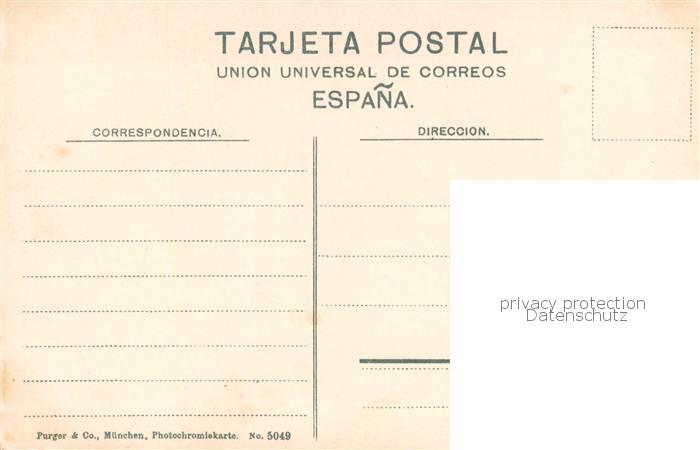 TARJETA POSTAL
UNION UNIVERSAL DE CORREOS
ESPAÑA.
CORRESPONDENCIA.
DIRECCION.
privacy protection
Datenschutz
Purger & Co., München, Photochromiekarte. No. 5049